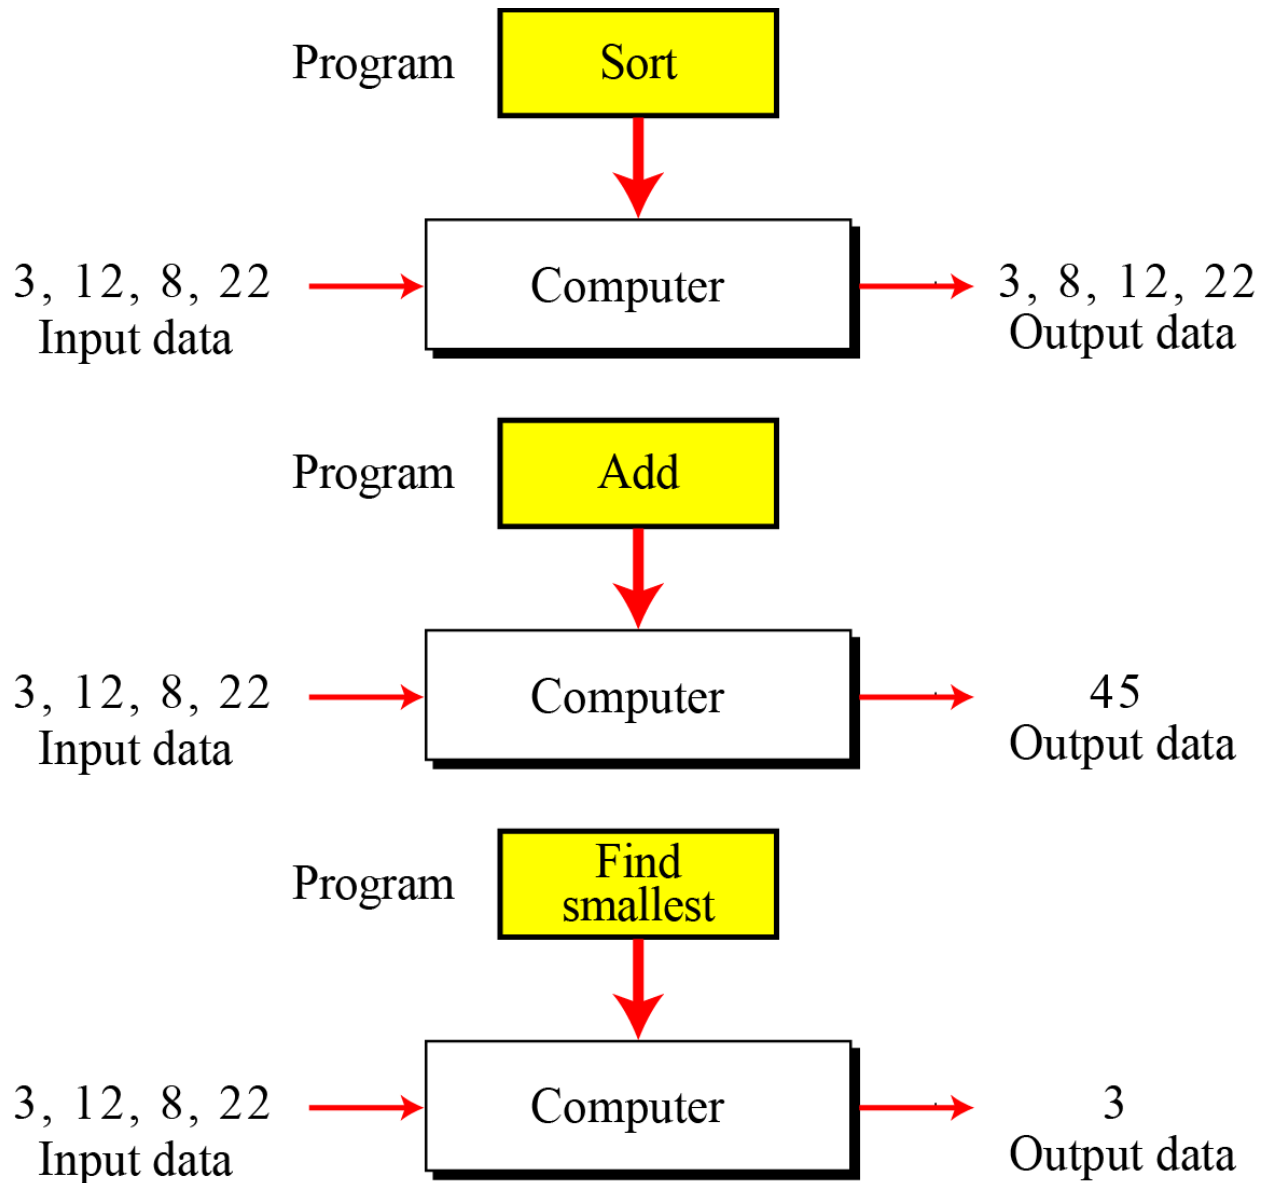 Program
Sort
3, 12, 8, 22
Input data
Computer
3, 8, 12, 22
Output data
Program
Add
3, 12, 8, 22
Input data
Computer
45
Output data
Program
Find
smallest
3, 12, 8, 22
Input data
Computer
3
Output data